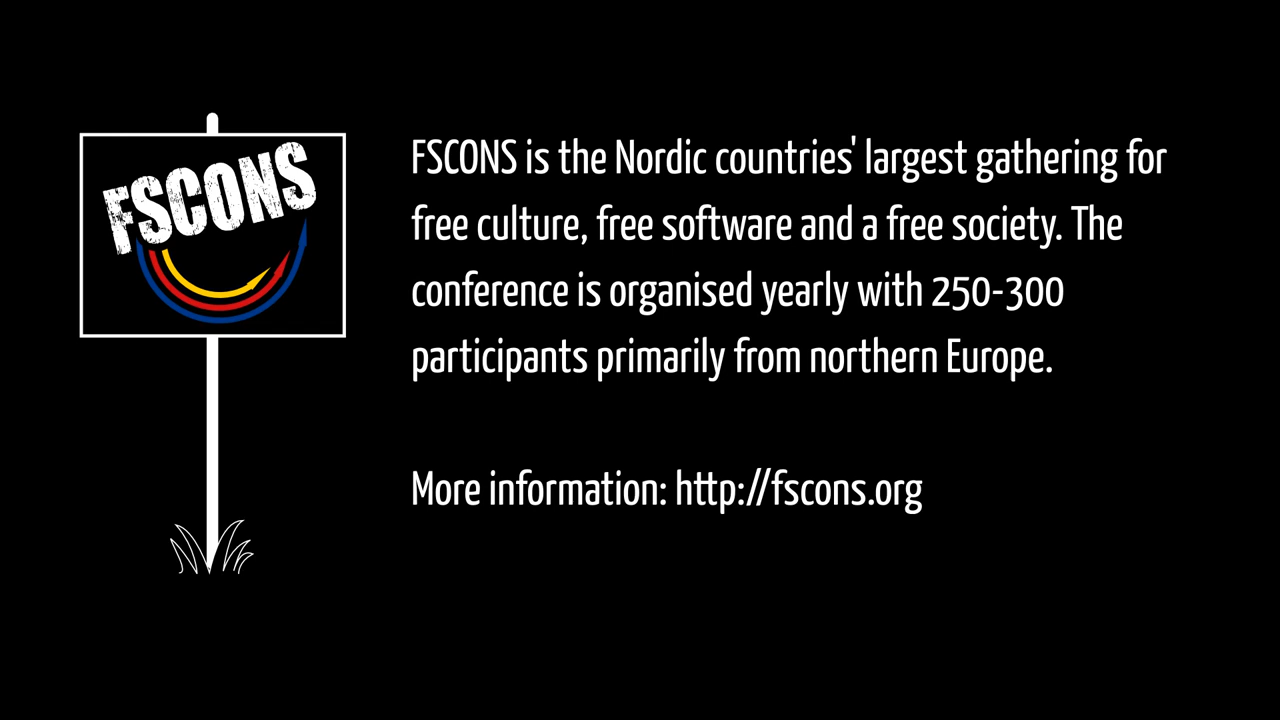 FSCONS
FSCONS is the Nordic countries' largest gathering for
free culture, free software and a free society. The
conference is organised yearly with 250-300
participants primarily from northern Europe.
More information: http://fscons.org